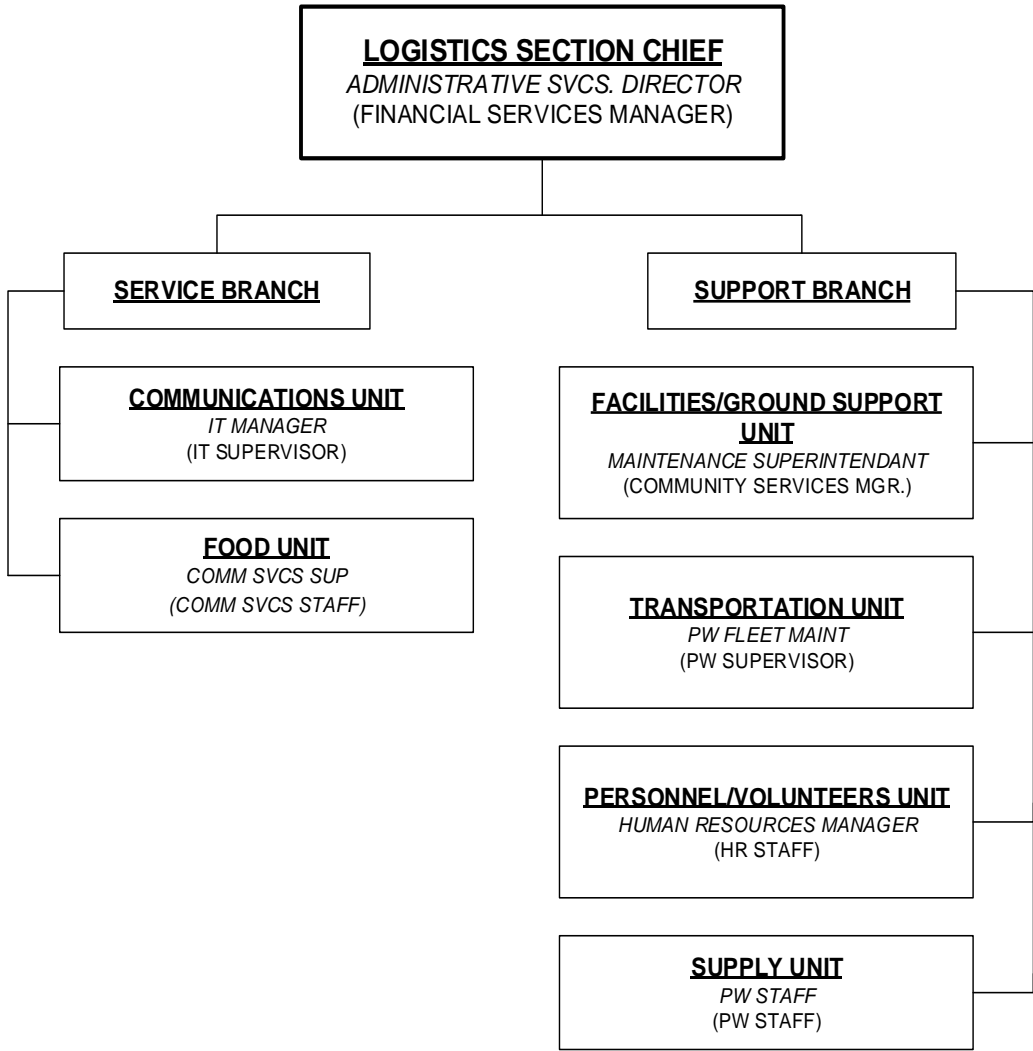 LOGISTICS SECTION CHIEF
ADMINISTRATIVE SVCS. DIRECTOR
(FINANCIAL SERVICES MANAGER)
SERVICE BRANCH
COMMUNICATIONS UNIT
IT MANAGER
(IT SUPERVISOR)
FOOD UNIT
COMM SVCS SUP
(COMM SVCS STAFF)
SUPPORT BRANCH
FACILITIES/GROUND SUPPORT
UNIT
MAINTENANCE SUPERINTENDANT
(COMMUNITY SERVICES MGR.)
TRANSPORTATION UNIT
PW FLEET MAINT
(PW SUPERVISOR)
PERSONNEL/VOLUNTEERS UNIT
HUMAN RESOURCES MANAGER
(HR STAFF)
SUPPLY UNIT
PW STAFF
(PW STAFF)